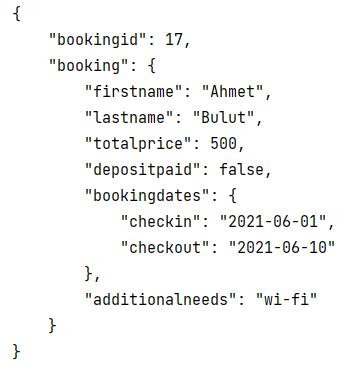 {
    "bookingid": 17,
    "booking": {
        "firstname": "Ahmet",
        "lastname": "Bulut",
        "totalprice": 500,
        "depositpaid": false,
        "bookingdates": {
            "checkin": "2021-06-01",
            "checkout": "2021-06-10"
        },
        "additionalneeds": "wi-fi"
    }
}